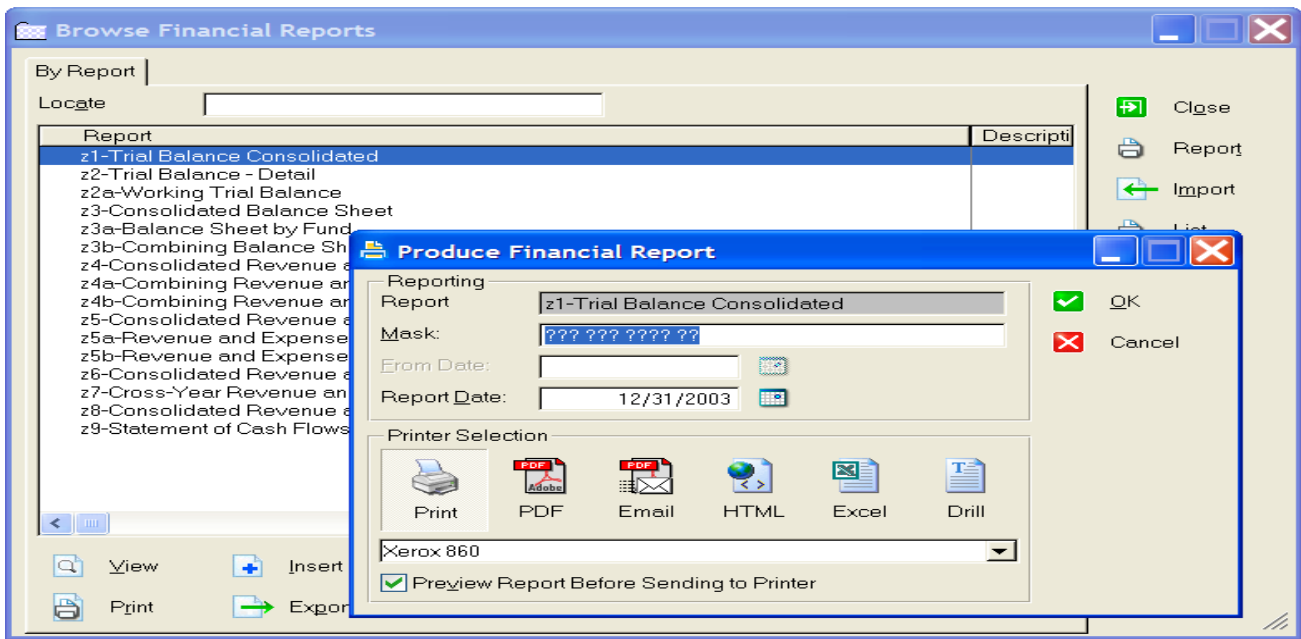 Browse Financial Reports
By Report
Locate
Report Descripti
z1-Trial Balance Consolidated
z2-Trial Balance - Detail
z2a-Working Trial Balance
z3-Consolidated Balance Sheet
z3a-Balance Sheet by Fund
z3b-Combining Balance Sh
z4-Consolidated Revenue a
z4a-Combining Revenue an
z4b-Combining Revenue an
z5-Consolidated Revenue a
z5a-Revenue and Expense
z5b-Revenue and Expense
z6-Consolidated Revenue a
z7-Cross-Year Revenue an
z8-Consolidated Revenue a
z9-Statement of Cash Flows
Close
Report
Import
List
View
Insert
Print
Expor
Produce Financial Report
Reporting
Report z1-Trial Balance Consolidated
Mask: ??? ??? ???? ??
From Date:
Report Date: 12/31/2003
OK
Cancel
Printer Selection
PDF PDF
Adobe
Print PDF Email HTML Excel Drill
Xerox 860
Preview Report Before Sending to Printer